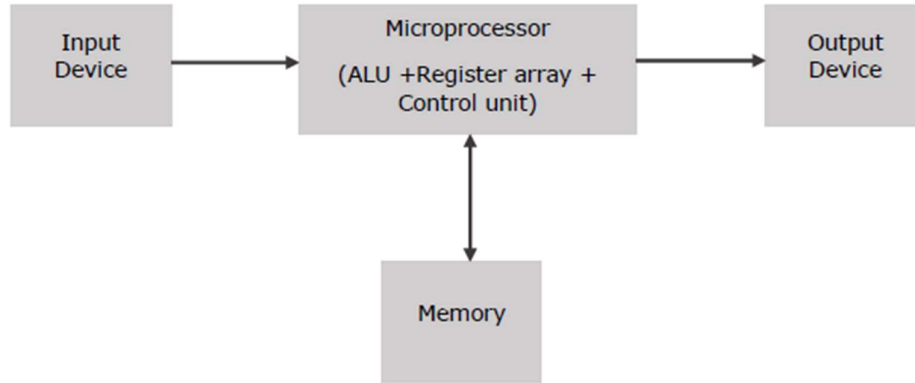 Input
Device
Microprocessor
(ALU +Register array +
Control unit)
Output
Device
Memory